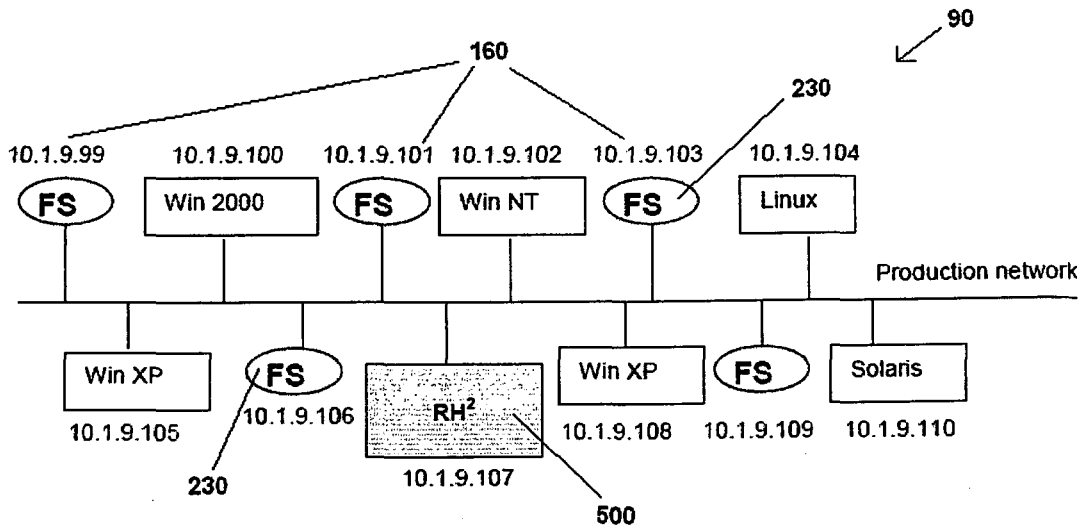 90
160
230
10.1.9.99 10.1.9.100 10.1.9.101 10.1.9.102 10.1.9.103 10.1.9.104
FS Win 2000 FS Win NT FS Linux
Production network
Win XP FS RH² Win XP FS Solaris
10.1.9.105 10.1.9.106 10.1.9.107 10.1.9.108 10.1.9.109 10.1.9.110
230
500